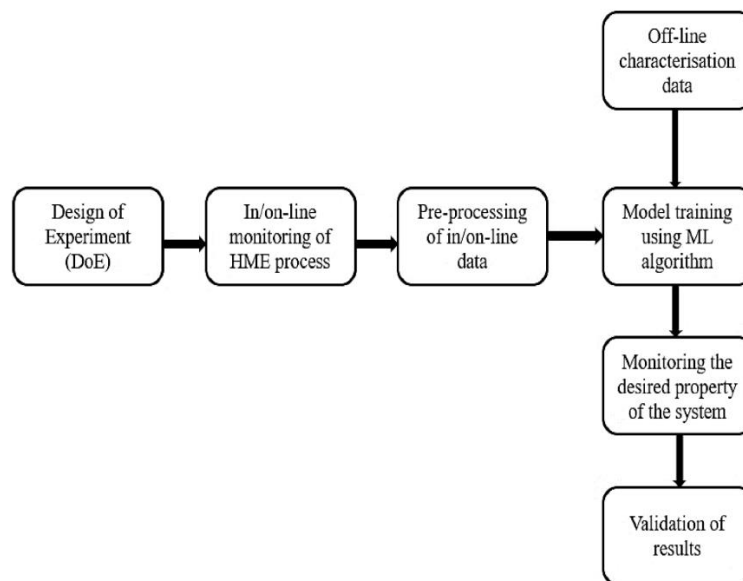 Off-line
characterisation
data
Design of
Experiment
(DoE)
In/on-line
monitoring of
HME process
Pre-processing
of in/on-line
data
Model training
using ML
algorithm
Monitoring the
desired property
of the system
Validation of
results